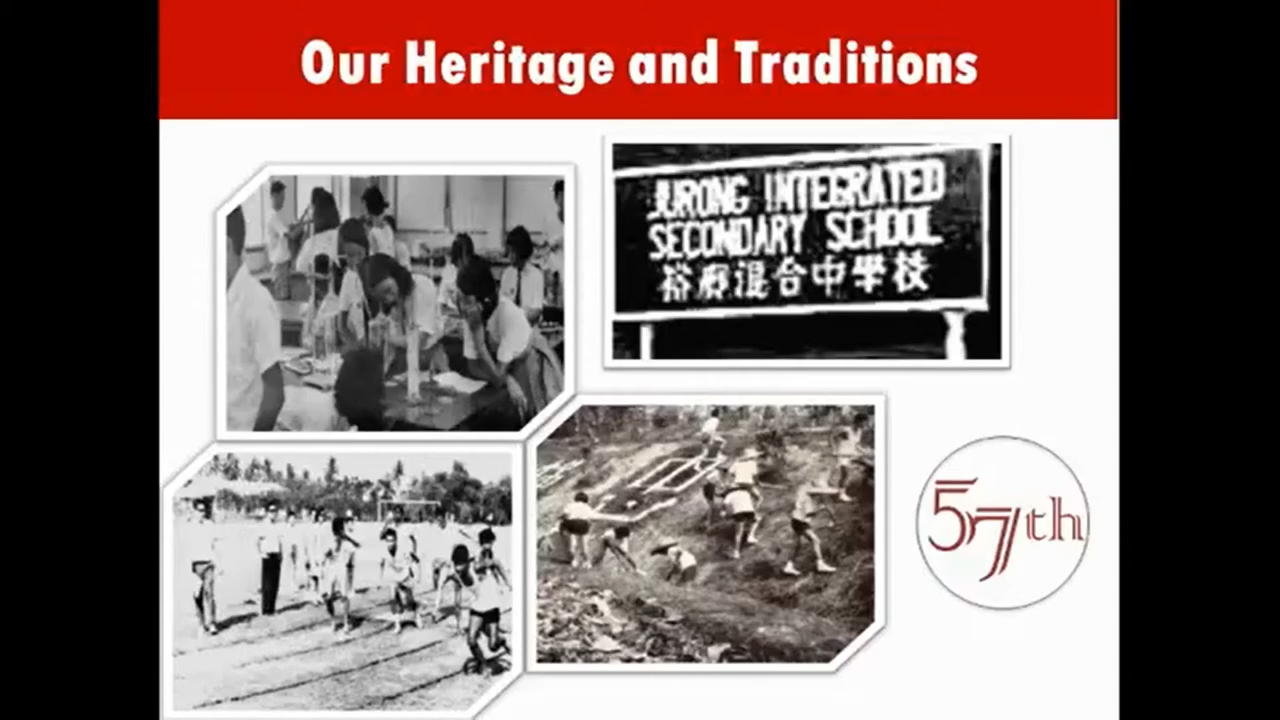 Our Heritage and Traditions
JURONG INTEGRATED
SECONDARY SCHOOL
裕廊混合中學校
57th